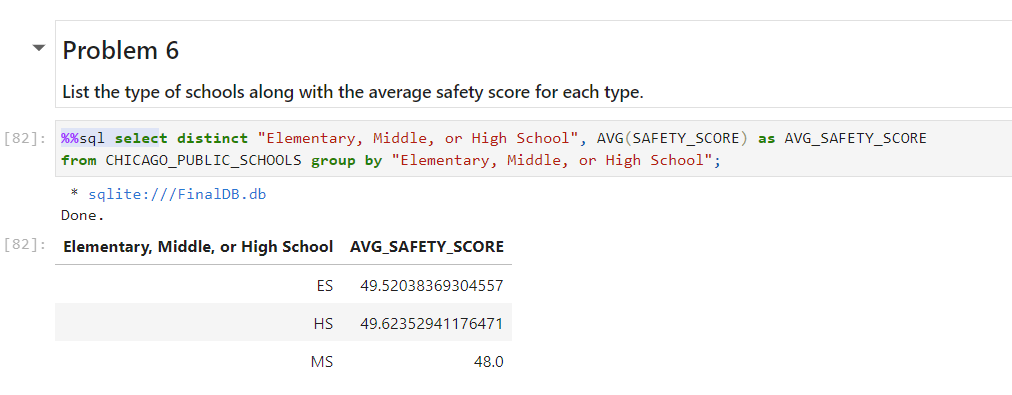 Problem 6
List the type of schools along with the average safety score for each type.
[82]: %%sql select distinct "Elementary, Middle, or High School", AVG(SAFETY_SCORE) as AVG_SAFETY_SCORE
from CHICAGO_PUBLIC_SCHOOLS group by "Elementary, Middle, or High School";
* sqlite:///FinalDB.db
Done.
[82]: Elementary, Middle, or High School AVG_SAFETY_SCORE
ES 49.52038369304557
HS 49.62352941176471
MS 48.0